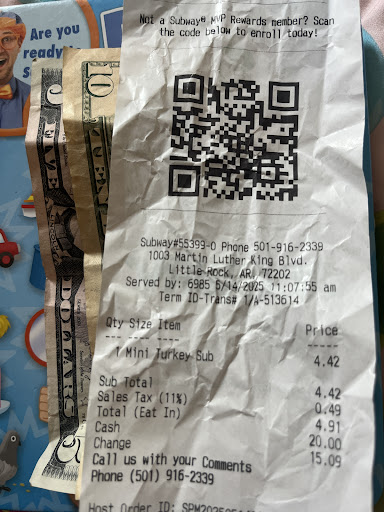 Are you
ready
S
10
FIVE DOLLARS
Not a Subway® MVP Rewards member? Scan
the code below to enroll today!
Subway#55399-0 Phone 501-916-2339
1003 Martin Luther King Blvd.
Little Rock, AR, 72202
Served by: 6985 6/14/2025 11:07:55 am
Term ID-Trans# 1/A-513614
Qty Size Item Price
--- ---- ---- -----
1 Mini Turkey Sub 4.42
Sub Total 4.42
Sales Tax (11%) 0.49
Total (Eat In) 4.91
Cash 20.00
Change 15.09
Call us with your Comments
Phone (501) 916-2339